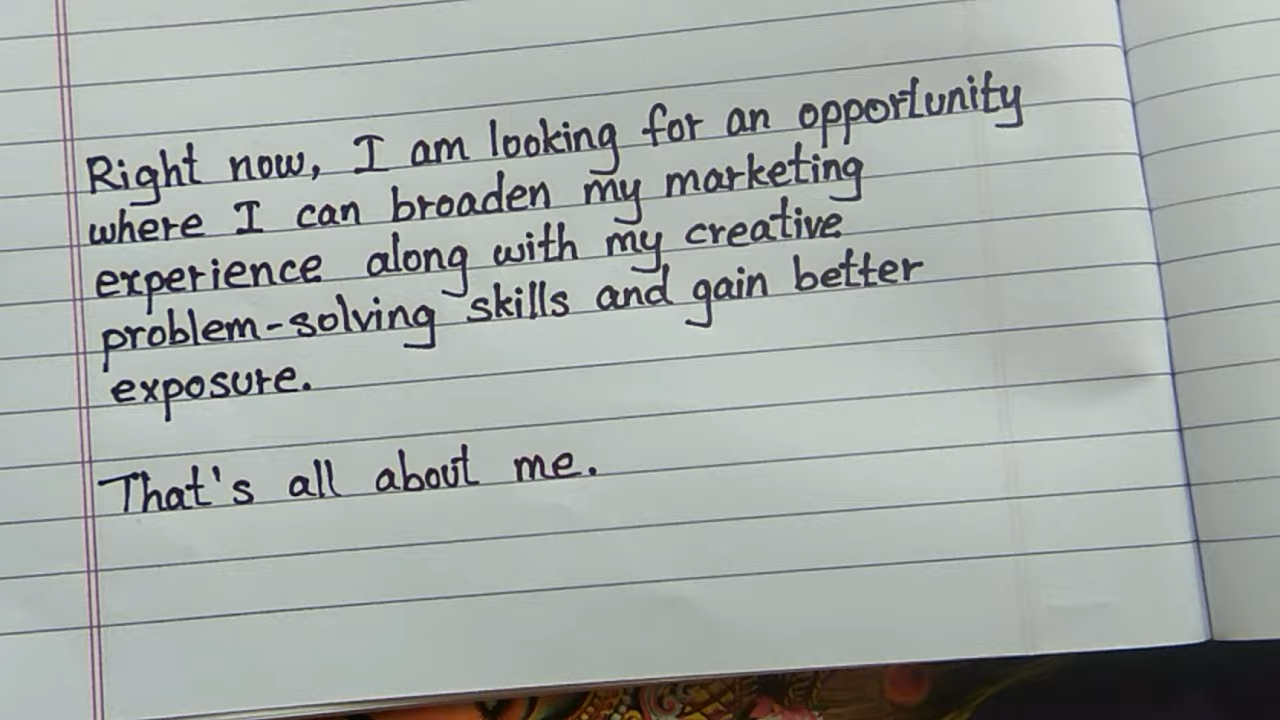 Right now, I am looking for an opportunity
where I can broaden my marketing
experience along with my creative
problem-solving skills and gain better
exposure.
That's all about me.